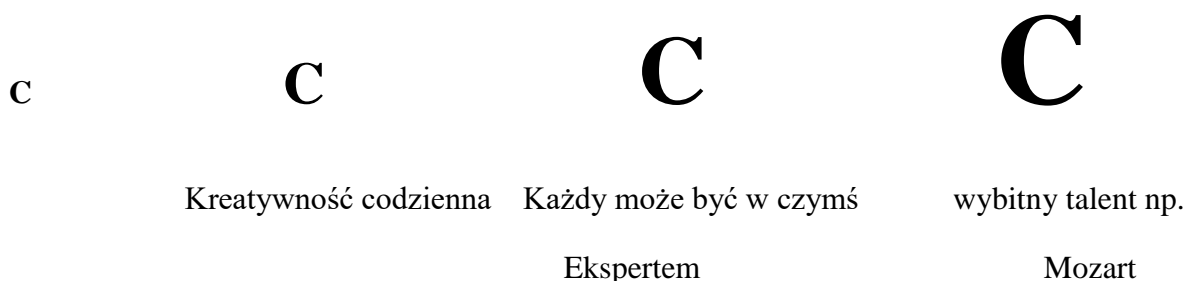 C C C C
Kreatywność codzienna Każdy może być w czymś wybitny talent np.
Ekspertem Mozart